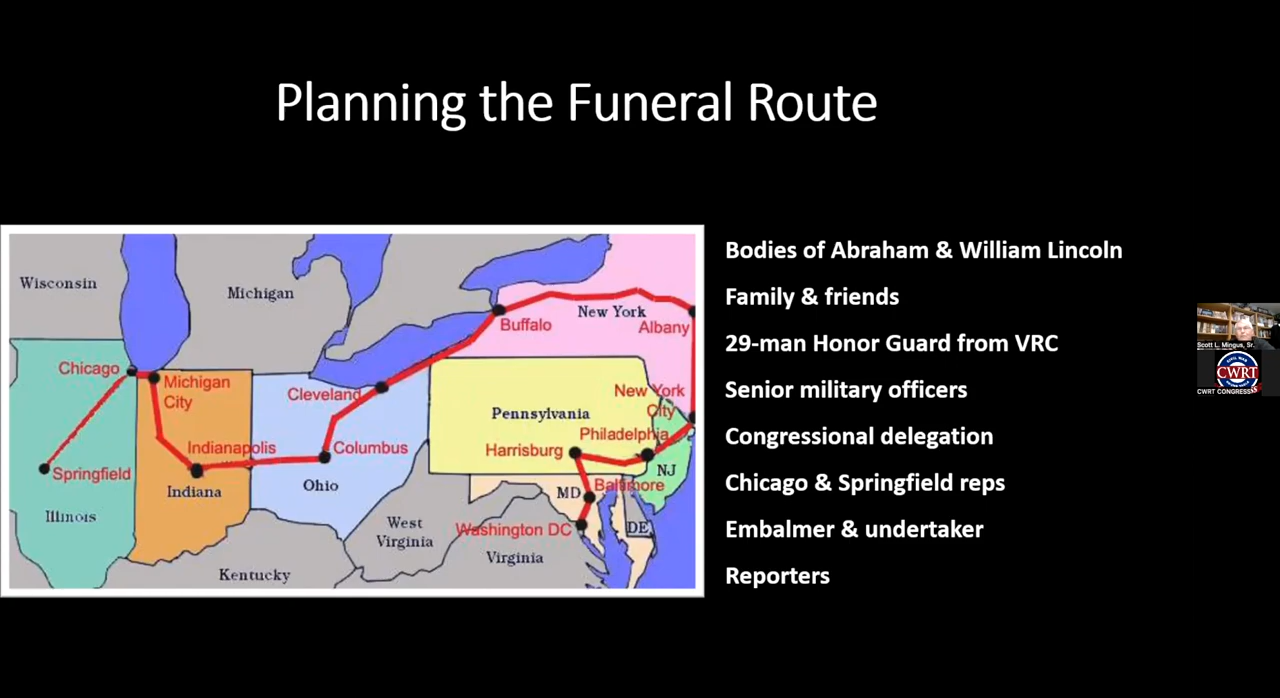 Planning the Funeral Route
Wisconsin
Michigan
Buffalo
New York
Albany
Chicago
Michigan
City
Cleveland
New York
City
Pennsylvania
Philadelphia
Indianapolis
Columbus
Harrisburg
NJ
Springfield
Indiana
Ohio
MD
Baltimore
Illinois
West
Virginia
Washington DC
DE
Virginia
Kentucky
Bodies of Abraham & William Lincoln
Family & friends
29-man Honor Guard from VRC
Senior military officers
Congressional delegation
Chicago & Springfield reps
Embalmer & undertaker
Reporters
Scott L. Mingus, Sr.
CIVIL WAR
CWRT
CWRT CONGRESS